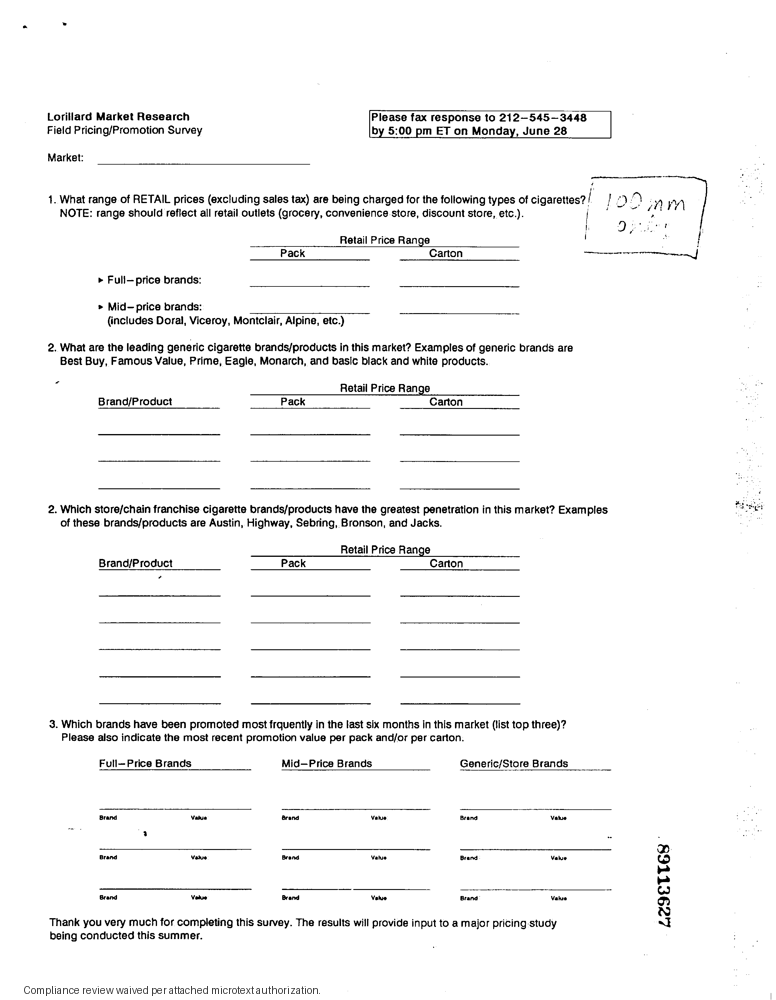 Lorillard Market Research
Field Pricing/Promotion Survey
Please fax response to 212-545-3448
by 5:00 pm ET on Monday, June 28
Market:
1. What range of RETAIL prices (excluding sales tax) are being charged for the following types of cigarettes?
NOTE: range should reflect all retail outlets (grocery, convenience store, discount store, etc.).
100 mm
only
Retail Price Range
Pack Carton
▸ Full-price brands:
▸ Mid-price brands:
(includes Doral, Viceroy, Montclair, Alpine, etc.)
2. What are the leading generic cigarette brands/products in this market? Examples of generic brands are
Best Buy, Famous Value, Prime, Eagle, Monarch, and basic black and white products.
Retail Price Range
Brand/Product Pack Carton
2. Which store/chain franchise cigarette brands/products have the greatest penetration in this market? Examples
of these brands/products are Austin, Highway, Sebring, Bronson, and Jacks.
Retail Price Range
Brand/Product Pack Carton
3. Which brands have been promoted most frquently in the last six months in this market (list top three)?
Please also indicate the most recent promotion value per pack and/or per carton.
Full-Price Brands Mid-Price Brands Generic/Store Brands
Brand Value Brand Value Brand Value
Brand Value Brand Value Brand Value
Brand Value Brand Value Brand Value
89113627
Thank you very much for completing this survey. The results will provide input to a major pricing study
being conducted this summer.
Compliance review waived per attached microtext authorization.